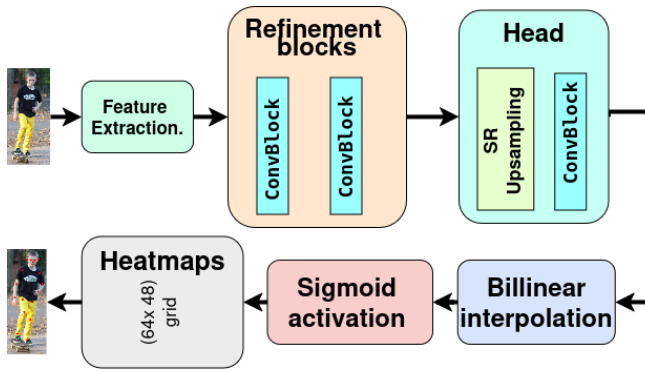 Feature
Extraction.
Refinement
blocks
ConvBlock
ConvBlock
Head
SR
Upsampling
ConvBlock
Heatmaps
(64x 48)
grid
Sigmoid
activation
Billinear
interpolation